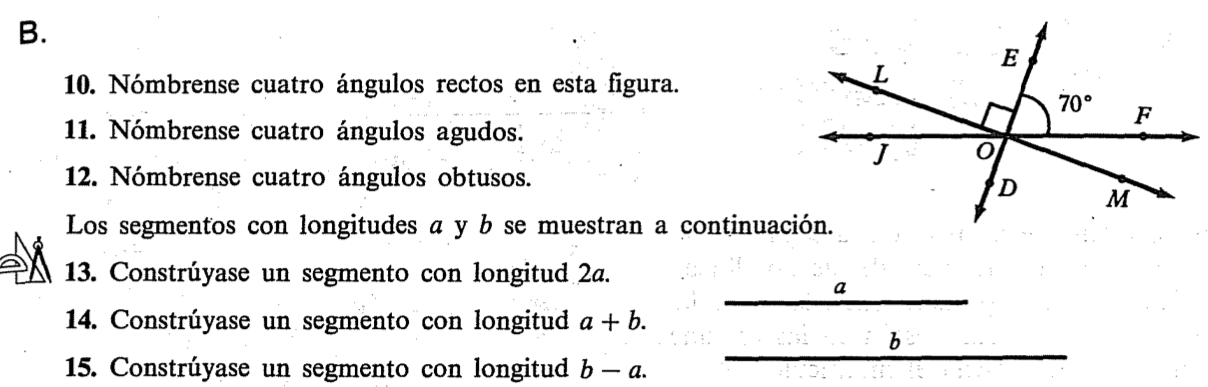 B.
10. Nómbrense cuatro ángulos rectos en esta figura.
11. Nómbrense cuatro ángulos agudos.
12. Nómbrense cuatro ángulos obtusos.
Los segmentos con longitudes a y b se muestran a continuación.
13. Constrúyase un segmento con longitud 2a.
14. Constrúyase un segmento con longitud a + b.
15. Constrúyase un segmento con longitud b – a.
E
L
70°
F
J
O
D
M
a
b